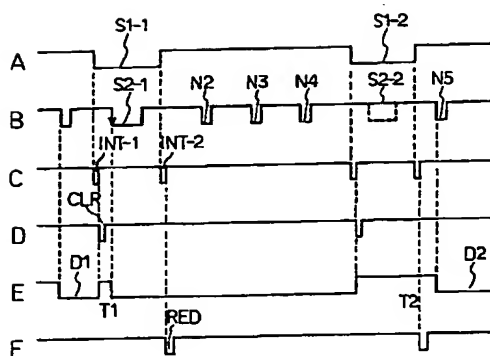 S1-1 S1-2
A
S2-1 N2 N3 N4 S2-2 N5
B
INT-1 INT-2
C
CLR
D
D1 D2
E
T1 T2
RED
F